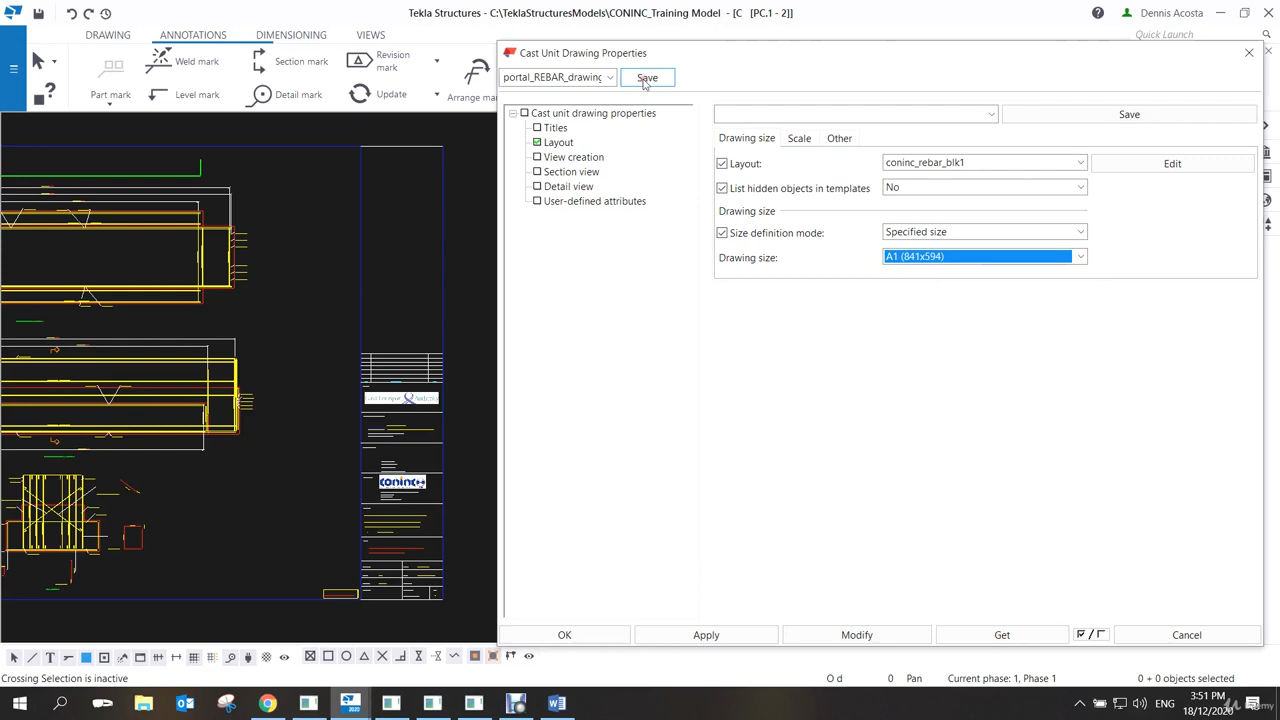 Tekla Structures - C:\TeklaStructuresModels\CONINC_Training Model - [C   [PC.1 - 2]]
Dennis Acosta
DRAWING
ANNOTATIONS
DIMENSIONING
VIEWS
Quick Launch
Part mark
Weld mark
Level mark
Section mark
Detail mark
Revision mark
Update
Arrange mark
Cast Unit Drawing Properties
portal_REBAR_drawing
Save
Cast unit drawing properties
Titles
Layout
View creation
Section view
Detail view
User-defined attributes
Save
Drawing size
Scale
Other
Layout:
coninc_rebar_blk1
Edit
List hidden objects in templates
No
Drawing size
Size definition mode:
Specified size
Drawing size:
A1 (841x594)
coninc
OK
Apply
Modify
Get
Cancel
Crossing Selection is inactive
O d
0
Pan
Current phase: 1, Phase 1
0 + 0 objects selected
2020
ENG
3:51 PM
18/12/2020
Udemy